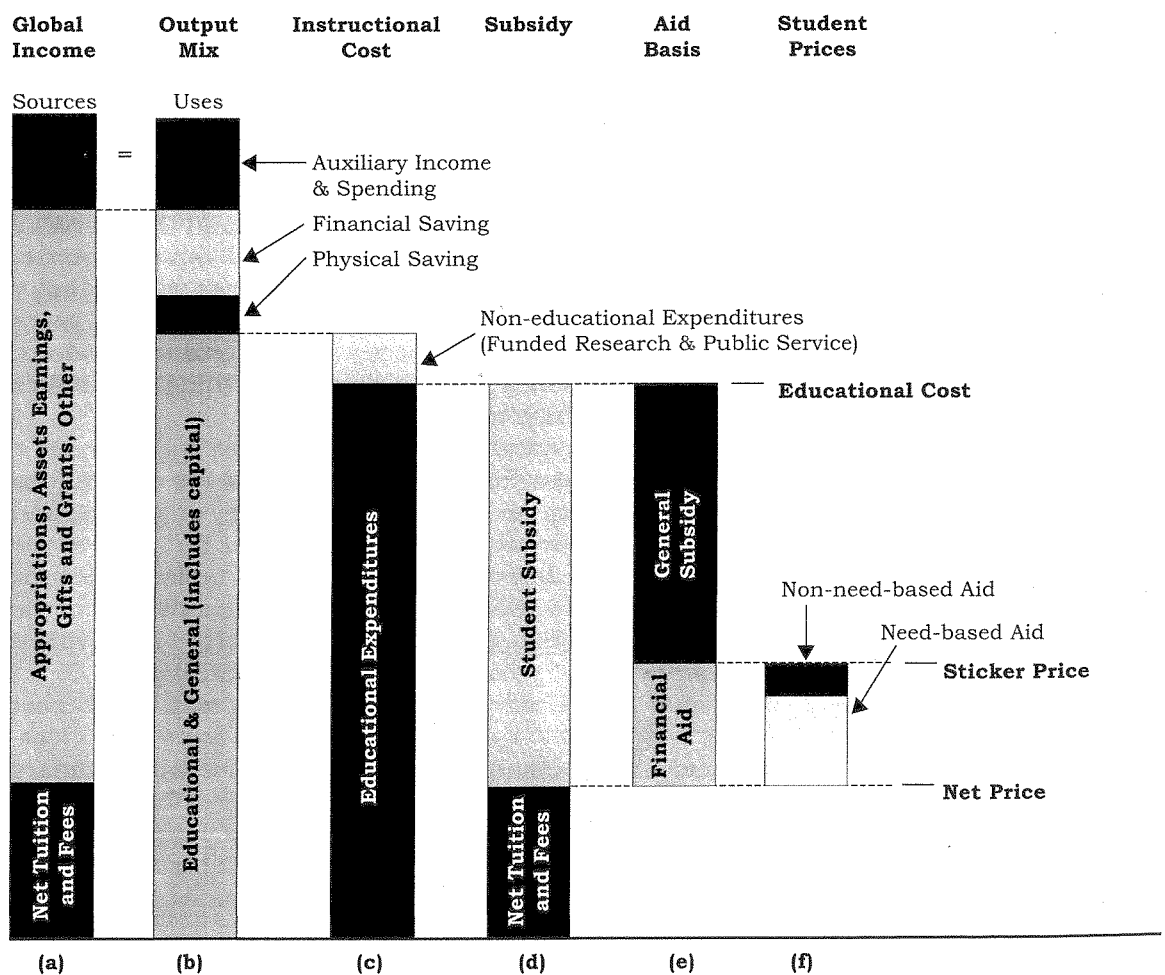 Global
Income
Output
Mix
Instructional
Cost
Subsidy
Aid
Basis
Student
Prices
Sources
Uses
=
Auxiliary Income
& Spending
Financial Saving
Physical Saving
Non-educational Expenditures
(Funded Research & Public Service)
Educational Cost
Appropriations, Assets Earnings,
Gifts and Grants, Other
Educational & General (includes capital)
Educational Expenditures
Student Subsidy
General
Subsidy
Non-need-based Aid
Need-based Aid
Sticker Price
Financial
Aid
Net Price
Net Tuition
and Fees
Net Tuition
and Fees
(a)
(b)
(c)
(d)
(e)
(f)